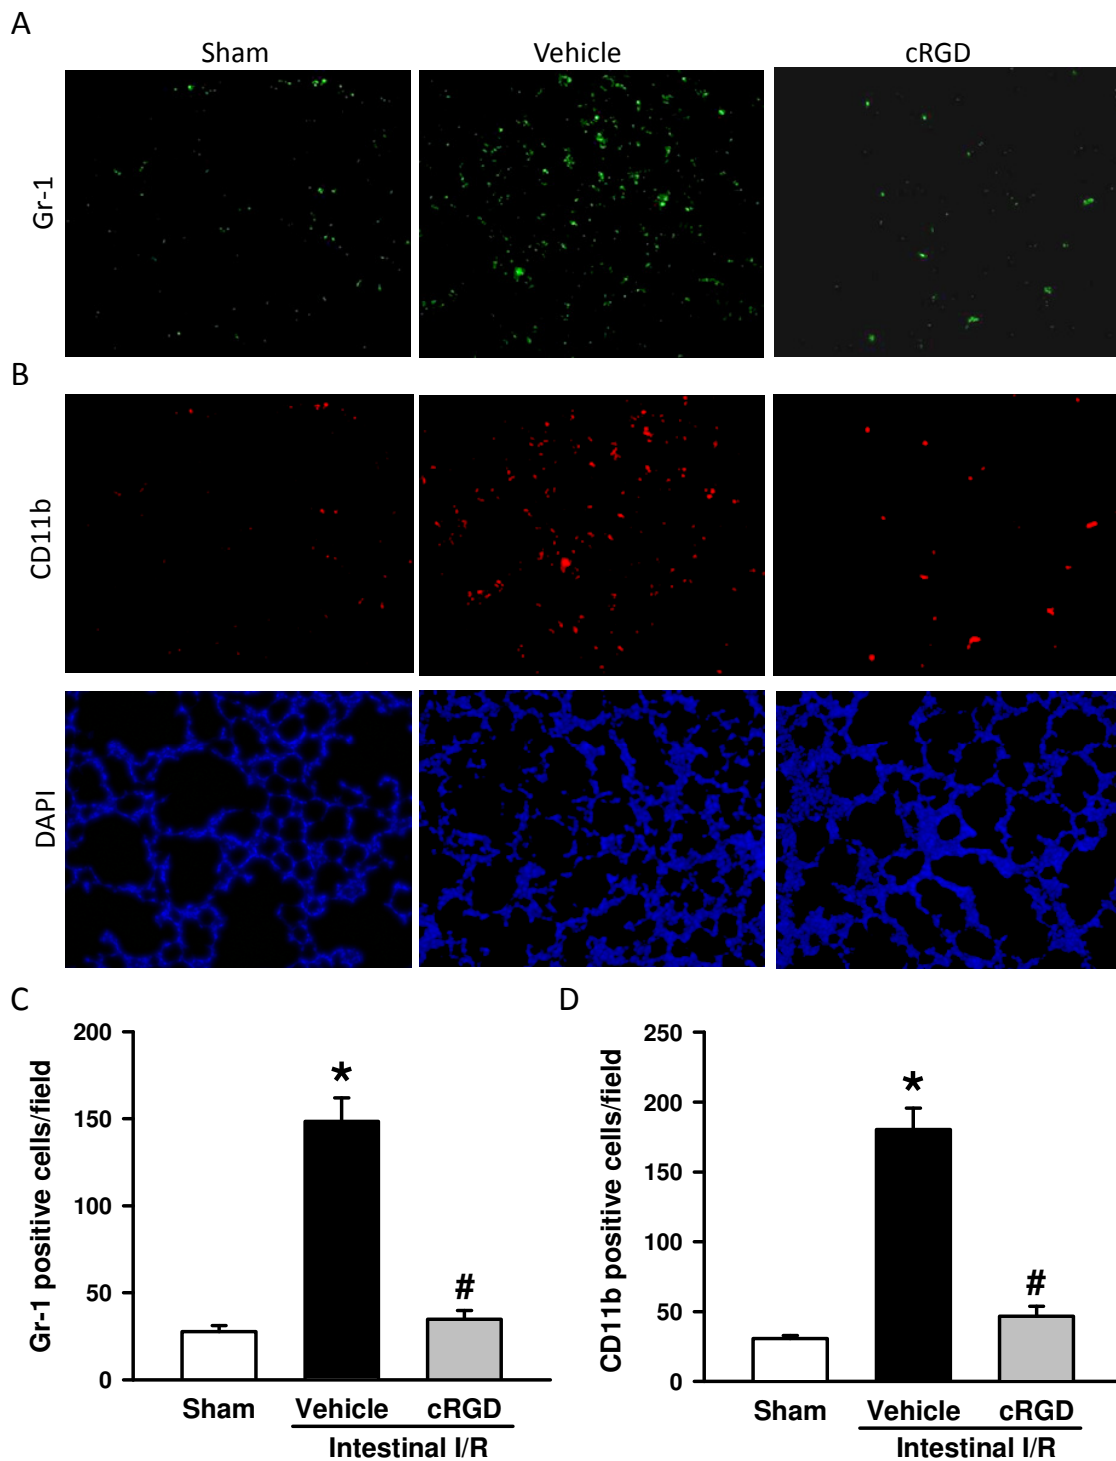 A
Sham Vehicle cRGD
Gr-1
B
CD11b
DAPI
C
Gr-1 positive cells/field
200
150
100
50
0
*
#
Sham Vehicle cRGD
Intestinal I/R
D
CD11b positive cells/field
250
200
150
100
50
0
*
#
Sham Vehicle cRGD
Intestinal I/R